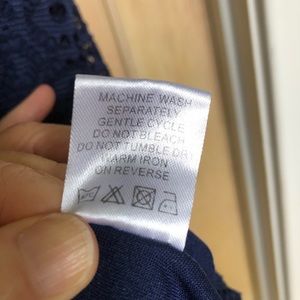 MACHINE WASH
SEPARATELY
GENTLE CYCLE
DO NOT BLEACH
DO NOT TUMBLE DRY
WARM IRON
ON REVERSE